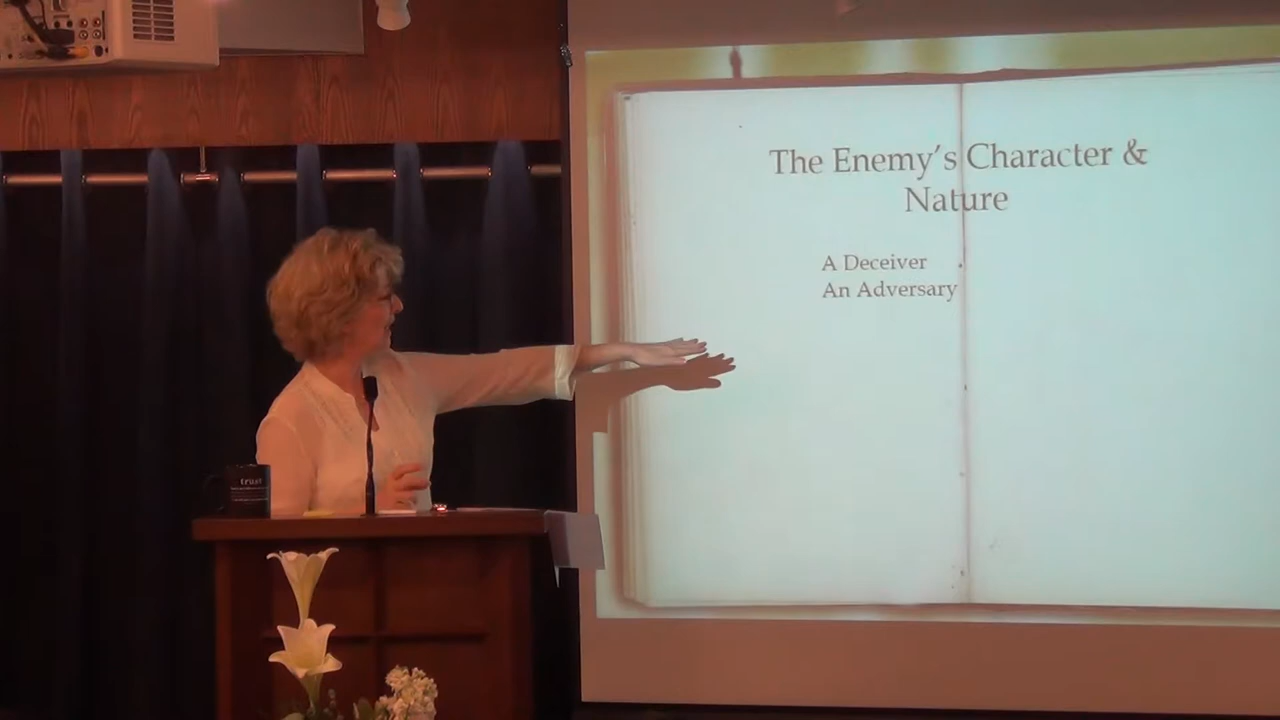 The Enemy's Character &
Nature
A Deceiver
An Adversary
trust